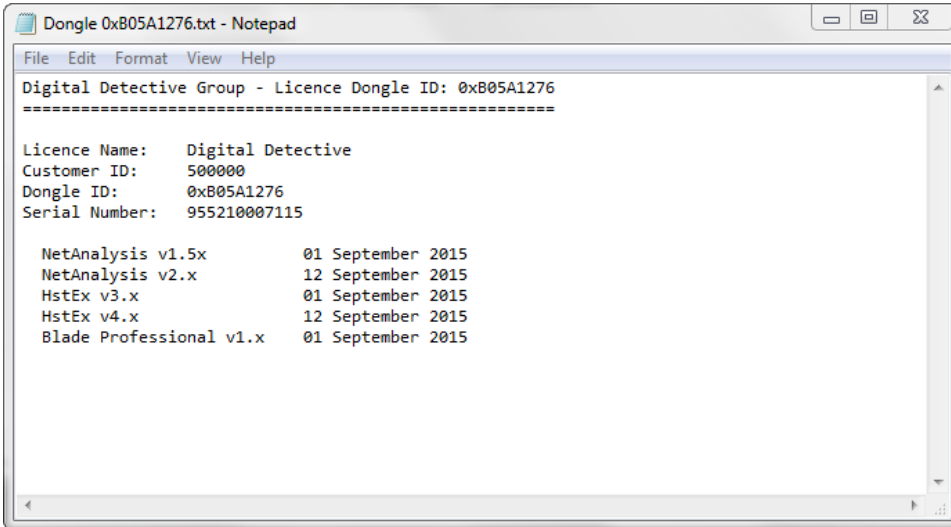 Dongle 0xB05A1276.txt - Notepad
File Edit Format View Help
Digital Detective Group - Licence Dongle ID: 0xB05A1276
=======================================================
Licence Name: Digital Detective
Customer ID: 500000
Dongle ID: 0xB05A1276
Serial Number: 955210007115
NetAnalysis v1.5x 01 September 2015
NetAnalysis v2.x 12 September 2015
HstEx v3.x 01 September 2015
HstEx v4.x 12 September 2015
Blade Professional v1.x 01 September 2015